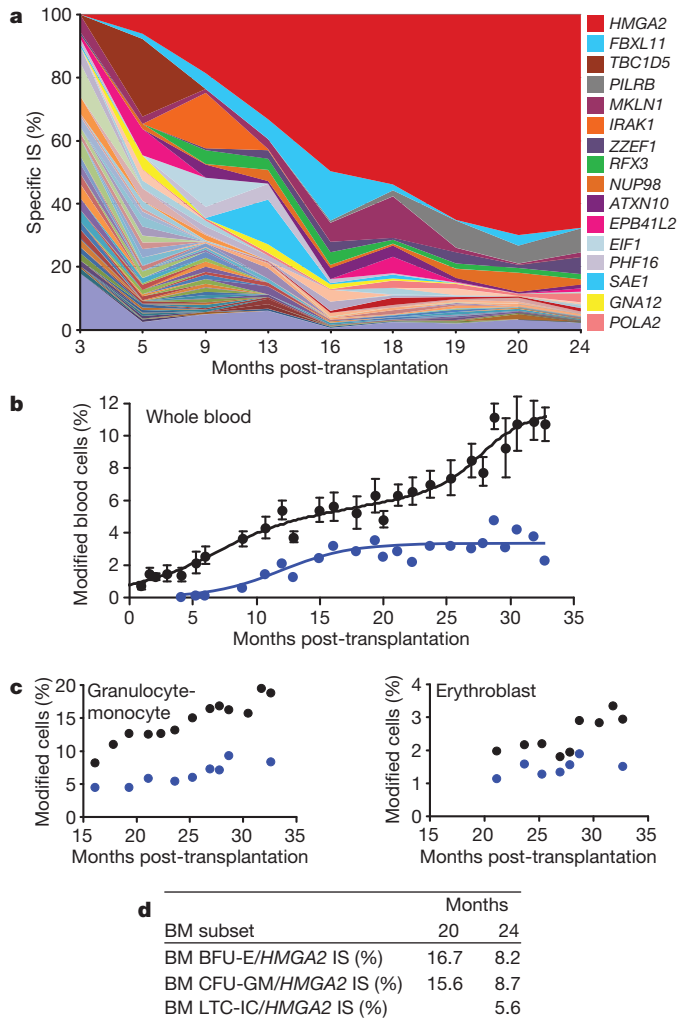 a
Specific IS (%)
100
80
60
40
20
0
3 5 9 13 16 18 19 20 24
Months post-transplantation
HMGA2
FBXL11
TBC1D5
PILRB
MKLN1
IRAK1
ZZEF1
RFX3
NUP98
ATXN10
EPB41L2
EIF1
PHF16
SAE1
GNA12
POLA2
b
Whole blood
Modified blood cells (%)
12
10
8
6
4
2
0
0 5 10 15 20 25 30 35
Months post-transplantation
c
Granulocyte-
monocyte
Modified cells (%)
20
15
10
5
0
15 20 25 30 35
Months post-transplantation
Erythroblast
Modified cells (%)
4
3
2
1
0
15 20 25 30 35
Months post-transplantation
d
Months
BM subset 20 24
BM BFU-E/HMGA2 IS (%) 16.7 8.2
BM CFU-GM/HMGA2 IS (%) 15.6 8.7
BM LTC-IC/HMGA2 IS (%) 5.6